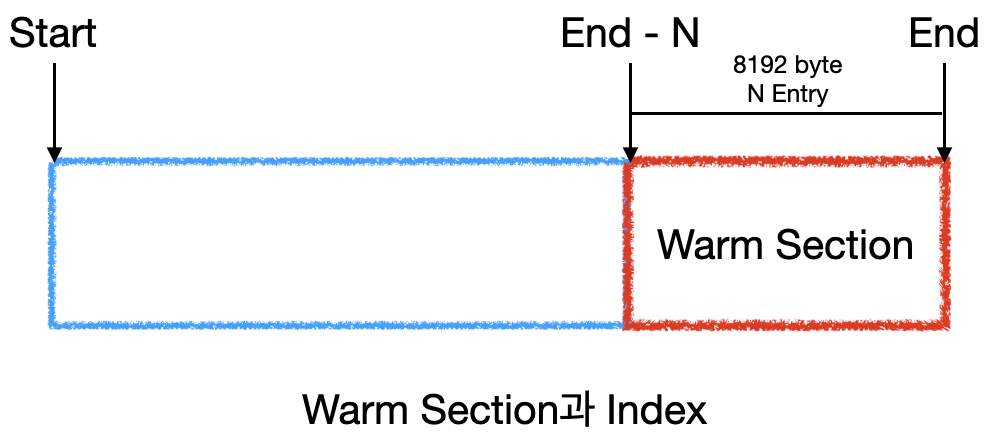 Start
End - N
End
8192 byte
N Entry
Warm Section
Warm Section과 Index